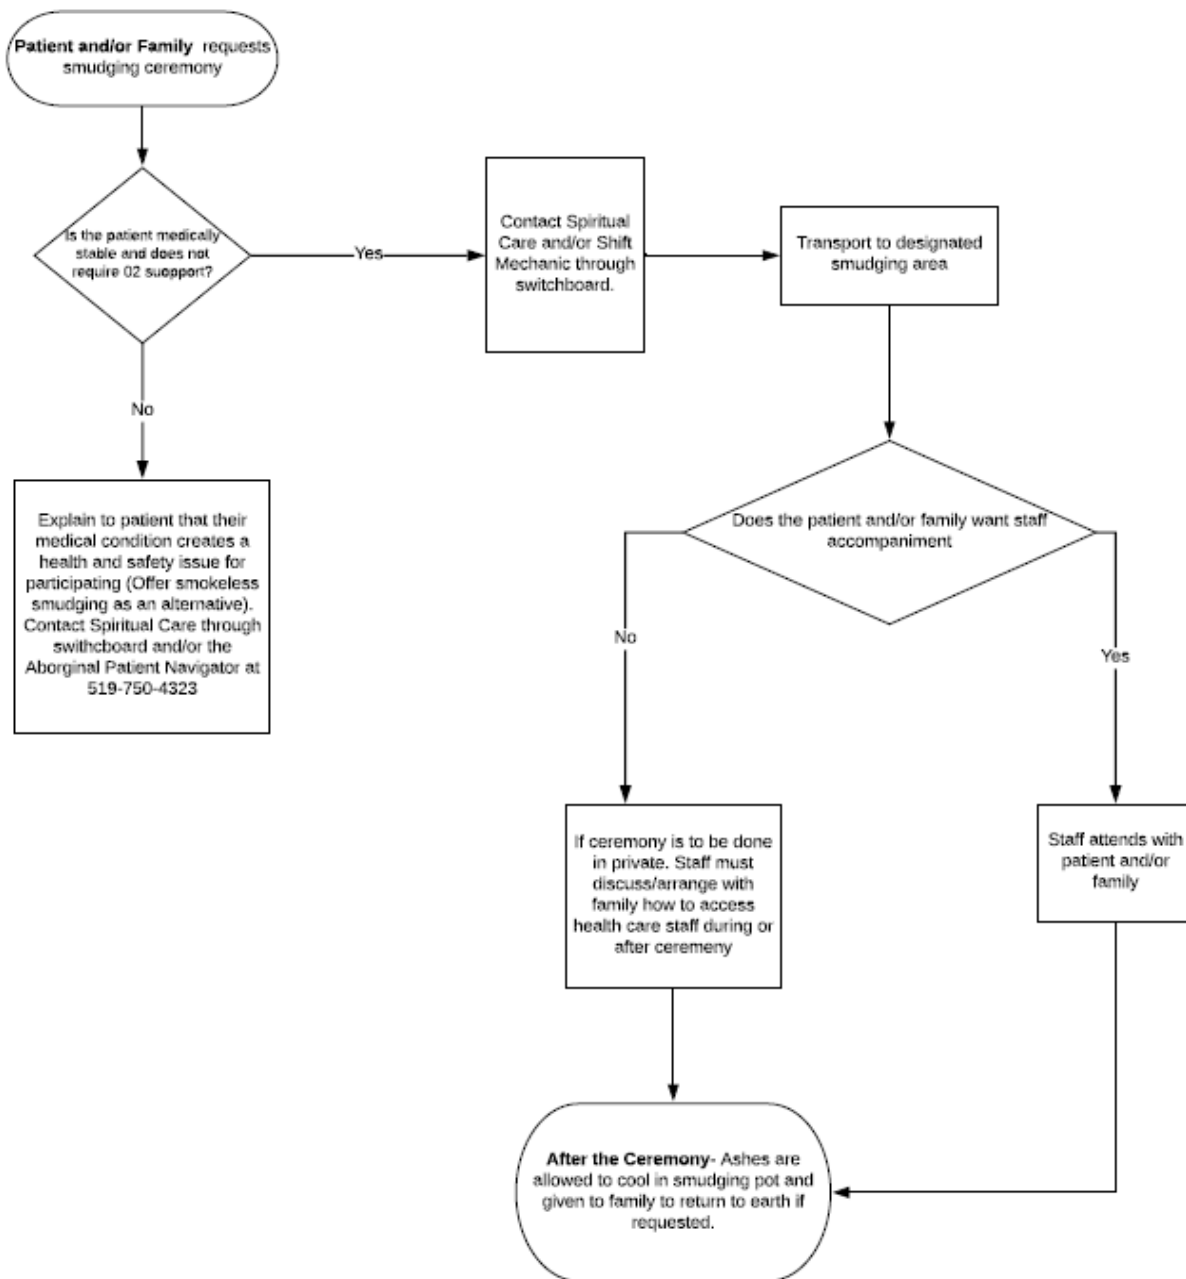 Patient and/or Family requests
smudging ceremony
Is the patient medically
stable and does not
require 02 suopport?
Yes
Contact Spiritual
Care and/or Shift
Mechanic through
switchboard.
Transport to designated
smudging area
No
Explain to patient that their
medical condition creates a
health and safety issue for
participating (Offer smokeless
smudging as an alternative).
Contact Spiritual Care through
swithcboard and/or the
Aborginal Patient Navigator at
519-750-4323
Does the patient and/or family want staff
accompaniment
No
Yes
If ceremony is to be done
in private. Staff must
discuss/arrange with
family how to access
health care staff during or
after ceremeny
Staff attends with
patient and/or
family
After the Ceremony- Ashes are
allowed to cool in smudging pot and
given to family to return to earth if
requested.